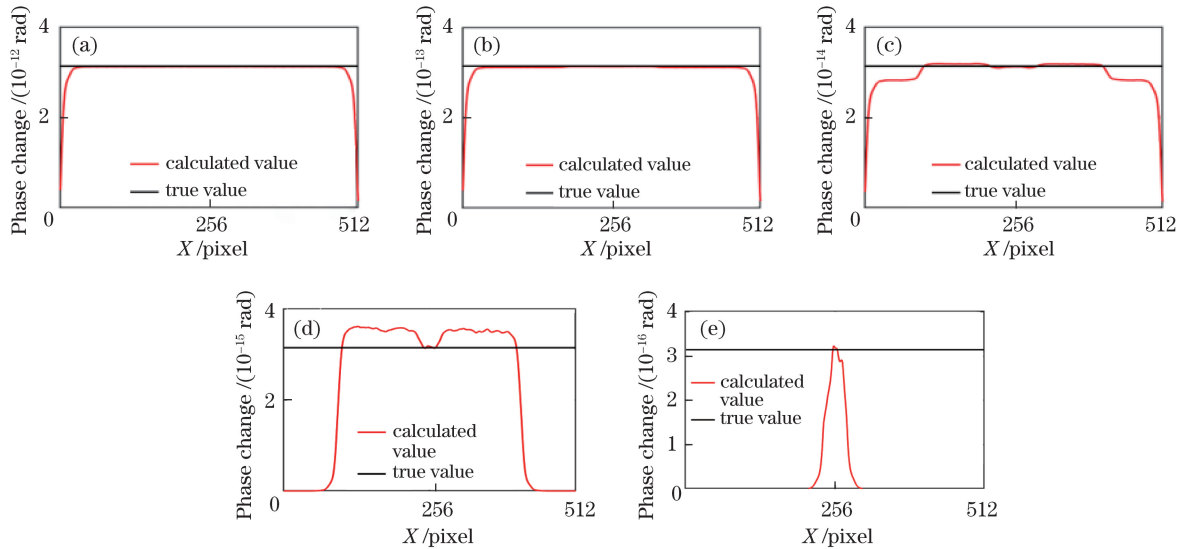 4
2
0
256
512
(a)
calculated value
true value
Phase change /(10⁻¹² rad)
X /pixel
4
2
0
256
512
(b)
calculated value
true value
Phase change /(10⁻¹³ rad)
X /pixel
4
2
0
256
512
(c)
calculated value
true value
Phase change /(10⁻¹⁴ rad)
X /pixel
4
2
0
256
512
(d)
calculated
value
true value
Phase change /(10⁻¹⁵ rad)
X /pixel
4
3
2
1
0
256
512
(e)
calculated
value
true value
Phase change /(10⁻¹⁶ rad)
X /pixel